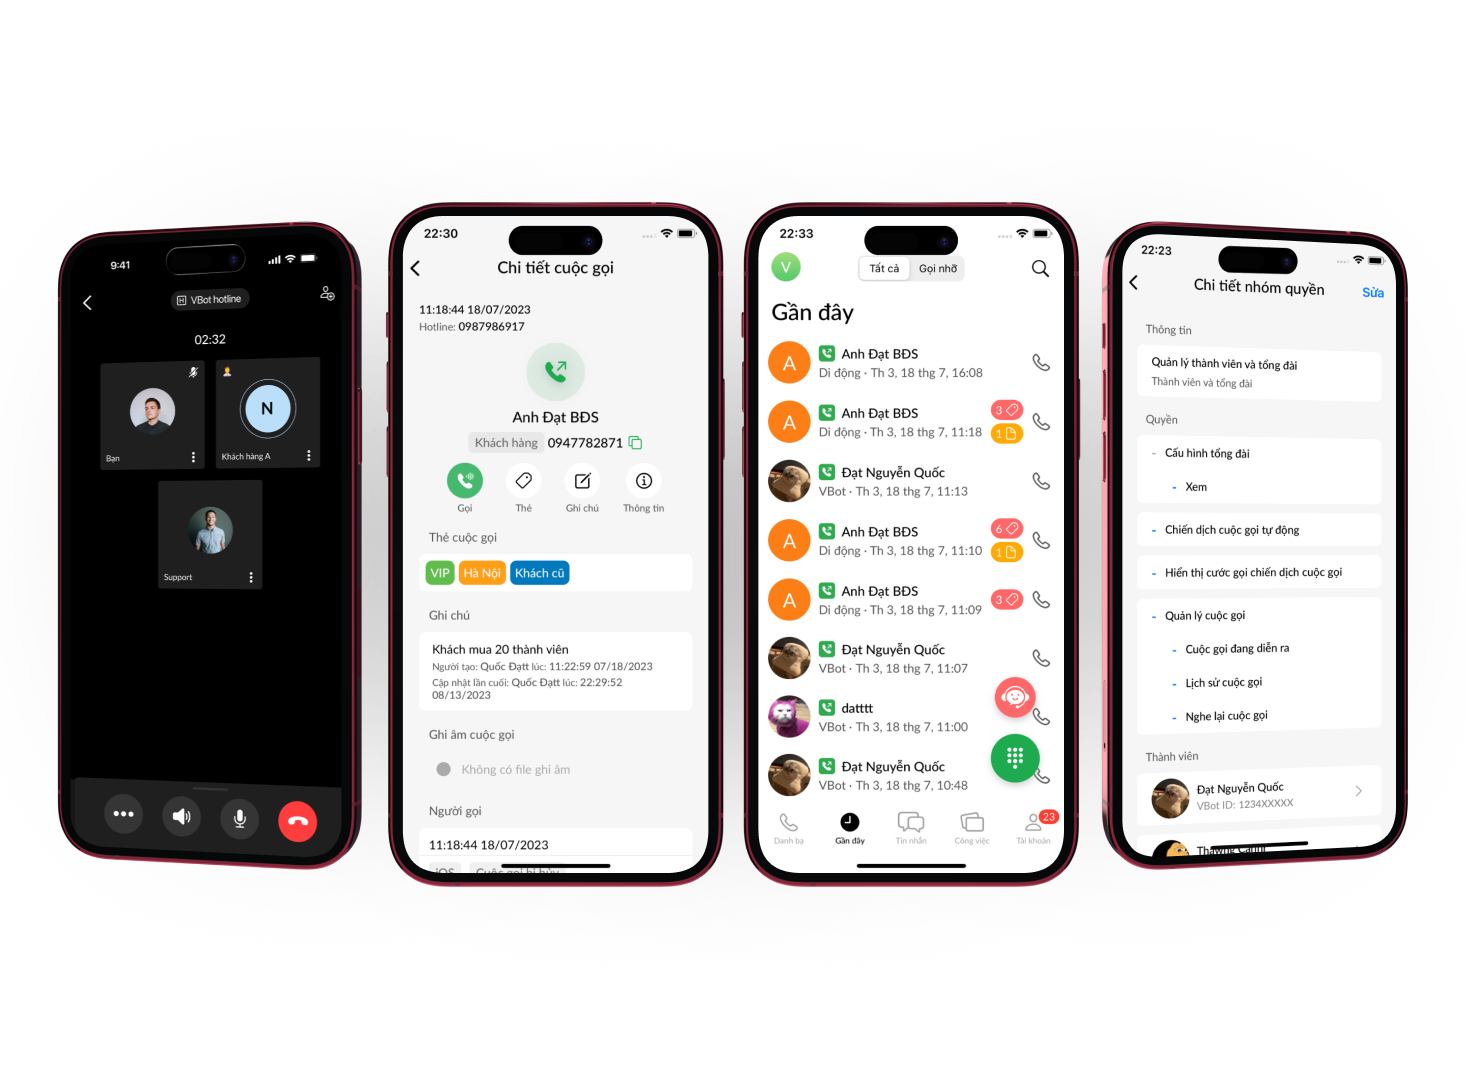 9:41
VBot hotline
02:32
Bạn
Khách hàng A
N
Support
22:30
Chi tiết cuộc gọi
11:18:44 18/07/2023
Hotline: 0987986917
Anh Đạt BĐS
Khách hàng 0947782871
Gọi Thẻ Ghi chú Thông tin
Thẻ cuộc gọi
VIP Hà Nội Khách cũ
Ghi chú
Khách mua 20 thành viên
Người tạo: Quốc Đạtt lúc: 11:22:59 07/18/2023
Cập nhật lần cuối: Quốc Đạtt lúc: 22:29:52
08/13/2023
Ghi âm cuộc gọi
Không có file ghi âm
Người gọi
11:18:44 18/07/2023
iOS Cuộc gọi bị hủy
22:33
V
Tất cả Gọi nhỡ
Gần đây
A
Anh Đạt BĐS
Di động · Th 3, 18 thg 7, 16:08
A
Anh Đạt BĐS
3
Di động · Th 3, 18 thg 7, 11:18
1
Đạt Nguyễn Quốc
VBot · Th 3, 18 thg 7, 11:13
A
Anh Đạt BĐS
6
Di động · Th 3, 18 thg 7, 11:10
1
A
Anh Đạt BĐS
3
Di động · Th 3, 18 thg 7, 11:09
Đạt Nguyễn Quốc
VBot · Th 3, 18 thg 7, 11:07
datttt
VBot · Th 3, 18 thg 7, 11:00
Đạt Nguyễn Quốc
VBot · Th 3, 18 thg 7, 10:48
23
Danh bạ Gần đây Tin nhắn Công việc Tài khoản
22:23
Chi tiết nhóm quyền
Sửa
Thông tin
Quản lý thành viên và tổng đài
Thành viên và tổng đài
Quyền
- Cấu hình tổng đài
- Xem
- Chiến dịch cuộc gọi tự động
- Hiển thị cước gọi chiến dịch cuộc gọi
- Quản lý cuộc gọi
- Cuộc gọi đang diễn ra
- Lịch sử cuộc gọi
- Nghe lại cuộc gọi
Thành viên
Đạt Nguyễn Quốc
VBot ID: 1234XXXXX